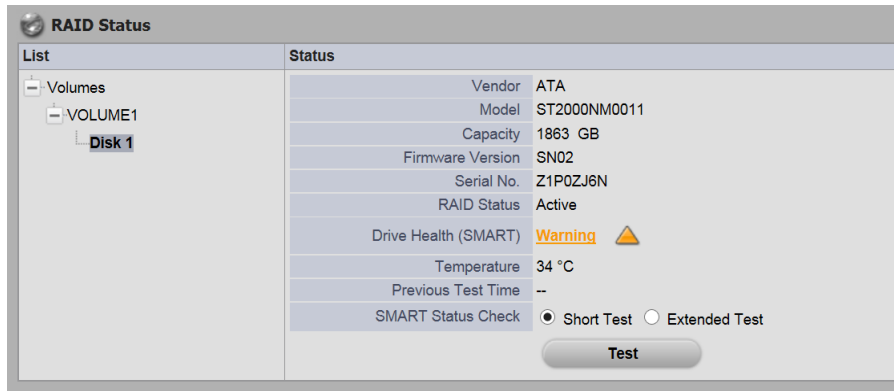 RAID Status
List
Status
Volumes
VOLUME1
Disk 1
Vendor ATA
Model ST2000NM0011
Capacity 1863 GB
Firmware Version SN02
Serial No. Z1P0ZJ6N
RAID Status Active
Drive Health (SMART) Warning
Temperature 34 °C
Previous Test Time --
SMART Status Check Short Test Extended Test
Test